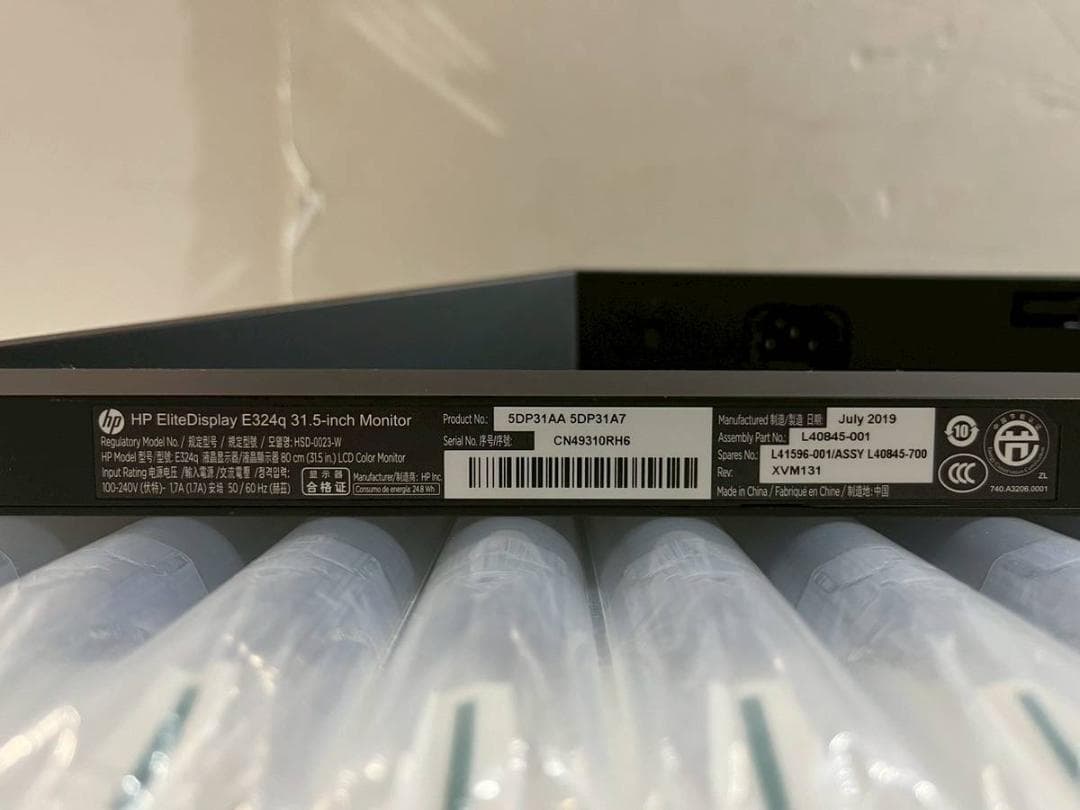 hp HP EliteDisplay E324q 31.5-inch Monitor
Regulatory Model No. / 规定型号 / 規定型號 / 모델명: HSD-0023-W
HP Model 型号/型號: E324q 液晶显示器/液晶顯示器 80 cm (31.5 in.) LCD Color Monitor
Input Rating 电源电压 /輸入電源 /交流電壓 /정격입력:
100-240V (伏特)~ 1.7A (1.7A) 安培 50 / 60 Hz (赫茲)
显示器
合格证
Manufacturer/制造商: HP Inc.
Consumo de energía: 24.8 Wh
Product No.: 5DP31AA 5DP31A7
Serial No. 序号/序號: CN49310RH6
Manufactured 制造/製造 日期: July 2019
Assembly Part No.: L40845-001
Spares No.: L41596-001/ASSY L40845-700
Rev: XVM131
Made in China / Fabriqué en Chine / 制造地: 中国
10
CCC
ZL
740.A3206.0001